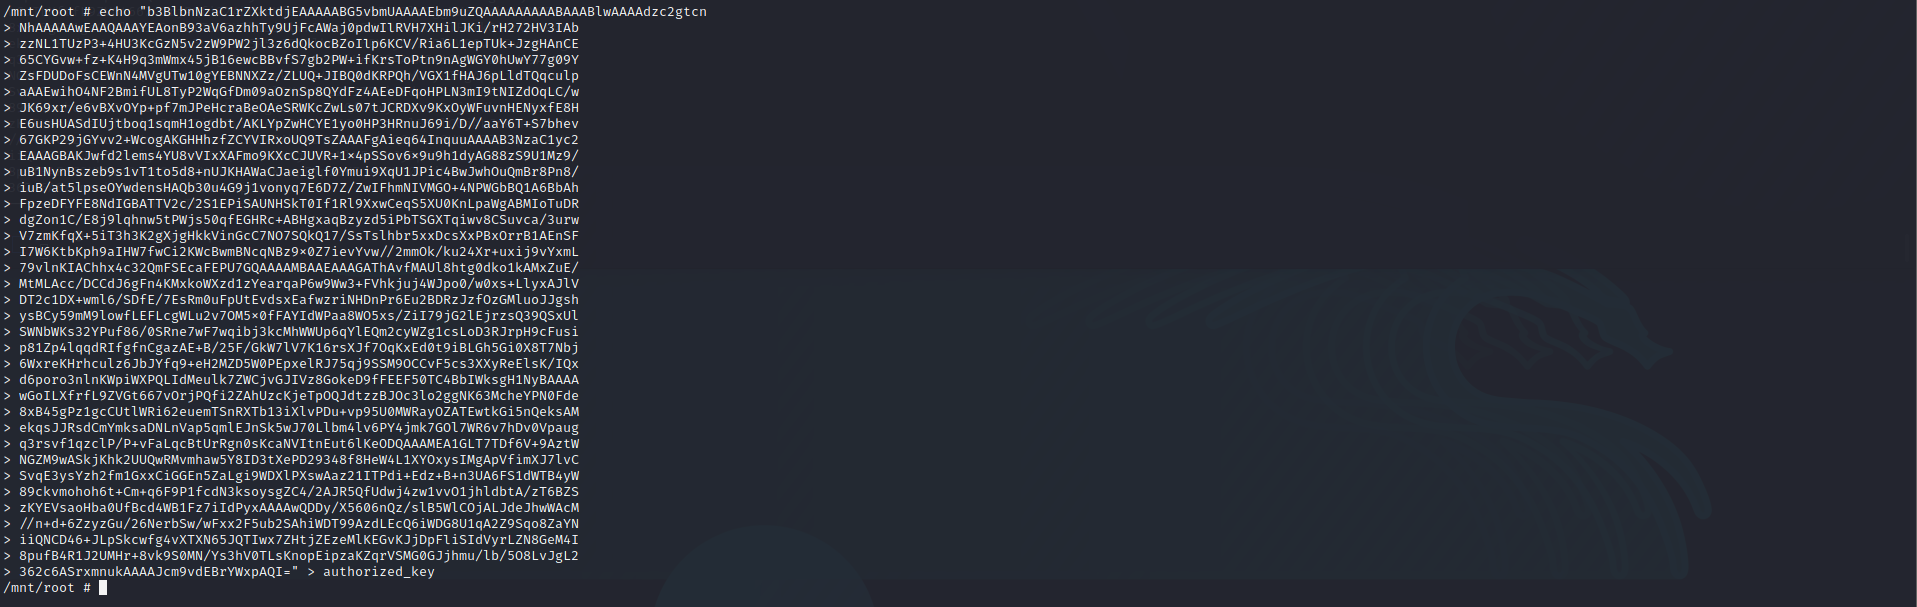 /mnt/root # echo "b3BlbnNzaC1rZXktdjEAAAAABG5vbmUAAAAEbm9uZQAAAAAAAAABAAABlwAAAAdzc2gtcn
> NhAAAAAwEAAQAAAYEAonB93aV6azhhTy9UjFcAWaj0pdwIlRVH7XHilJKi/rH272HV3IAb
> zzNL1TUzP3+4HU3KcGzN5v2zW9PW2jl3z6dQkocBZoIlp6KCV/Ria6L1epTUk+JzgHAnCE
> 65CYGvw+fz+K4H9q3mWmx45jB16ewcBBvfS7gb2PW+ifKrsToPtn9nAgWGY0hUwY77g09Y
> ZsFDUDoFsCEWnN4MVgUTw10gYEBNNXZz/ZLUQ+JIBQ0dKRPQh/VGX1fHAJ6pLldTQqculp
> aAAEwihO4NF2BmifUL8TyP2WqGfDm09aOznSp8QYdFz4AEeDFqoHPLN3mI9tNIZdOqLC/w
> JK69xr/e6vBXvOYp+pf7mJPeHcraBeOAeSRWKcZwLs07tJCRDXv9KxOyWFuvnHENyxfE8H
> E6usHUASdIUjtboq1sqmH1ogdbt/AKLYpZwHCYE1yo0HP3HRnuJ69i/D//aaY6T+S7bhev
> 67GKP29jGYvv2+WcogAKGHHhzfZCYVIRxoUQ9TsZAAAFgAieq64InquuAAAAB3NzaC1yc2
> EAAAGBAKJwfd2lems4YU8vVIxXAFmo9KXcCJUVR+1×4pSSov6×9u9h1dyAG88zS9U1Mz9/
> uB1NynBszeb9s1vT1to5d8+nUJKHAWaCJaeiglf0Ymui9XqU1JPic4BwJwhOuQmBr8Pn8/
> iuB/at5lpseOYwdensHAQb30u4G9j1vonyq7E6D7Z/ZwIFhmNIVMGO+4NPWGbBQ1A6BbAh
> FpzeDFYFE8NdIGBATTV2c/2S1EPiSAUNHSkT0If1Rl9XxwCeqS5XU0KnLpaWgABMIoTuDR
> dgZon1C/E8j9lqhnw5tPWjs50qfEGHRc+ABHgxaqBzyzd5iPbTSGXTqiwv8CSuvca/3urw
> V7zmKfqX+5iT3h3K2gXjgHkkVinGcC7NO7SQkQ17/SsTslhbr5xxDcsXxPBxOrrB1AEnSF
> I7W6KtbKph9aIHW7fwCi2KWcBwmBNcqNBz9×0Z7ievYvw//2mmOk/ku24Xr+uxij9vYxmL
> 79vlnKIAChhx4c32QmFSEcaFEPU7GQAAAAMBAAEAAAGAThAvfMAUl8htg0dko1kAMxZuE/
> MtMLAcc/DCCdJ6gFn4KMxkoWXzd1zYearqaP6w9Ww3+FVhkjuj4WJpo0/w0xs+LlyxAJlV
> DT2c1DX+wml6/SDfE/7EsRm0uFpUtEvdsxEafwzriNHDnPr6Eu2BDRzJzfOzGMluoJJgsh
> ysBCy59mM9lowfLEFLcgWLu2v7OM5×0fFAYIdWPaa8WO5xs/ZiI79jG2lEjrzsQ39QSxUl
> SWNbWKs32YPuf86/0SRne7wF7wqibj3kcMhWWUp6qYlEQm2cyWZg1csLoD3RJrpH9cFusi
> p81Zp4lqqdRIfgfnCgazAE+B/25F/GkW7lV7K16rsXJf7OqKxEd0t9iBLGh5Gi0X8T7Nbj
> 6WxreKHrhculz6JbJYfq9+eH2MZD5W0PEpxelRJ75qj9SSM9OCCvF5cs3XXyReElsK/IQx
> d6poro3nlnKWpiWXPQLIdMeulk7ZWCjvGJIVz8GokeD9fFEEF50TC4BbIWksgH1NyBAAAA
> wGoILXfrfL9ZVGt667vOrjPQfi2ZAhUzcKjeTpOQJdtzzBJOc3lo2ggNK63McheYPN0Fde
> 8xB45gPz1gcCUtlWRi62euemTSnRXTb13iXlvPDu+vp95U0MWRayOZATEwtkGi5nQeksAM
> ekqsJJRsdCmYmksaDNLnVap5qmlEJnSk5wJ70Llbm4lv6PY4jmk7GOl7WR6v7hDv0Vpaug
> q3rsvf1qzclP/P+vFaLqcBtUrRgn0sKcaNVItnEut6lKeODQAAAMEA1GLT7TDf6V+9AztW
> NGZM9wASkjKhk2UUQwRMvmhaw5Y8ID3tXePD29348f8HeW4L1XYOxysIMgApVfimXJ7lvC
> SvqE3ysYzh2fm1GxxCiGGEn5ZaLgi9WDXlPXswAaz21ITPdi+Edz+B+n3UA6FS1dWTB4yW
> 89ckvmohoh6t+Cm+q6F9P1fcdN3ksoysgZC4/2AJR5QfUdwj4zw1vvO1jhldbtA/zT6BZS
> zKYEVsaoHba0UfBcd4WB1Fz7iIdPyxAAAAwQDDy/X5606nQz/slB5WlCOjALJdeJhwWAcM
> //n+d+6ZzyzGu/26NerbSw/wFxx2F5ub2SAhiWDT99AzdLEcQ6iWDG8U1qA2Z9Sqo8ZaYN
> iiQNCD46+JLpSkcwfg4vXTXN65JQTIwx7ZHtjZEzeMlKEGvKJjDpFliSIdVyrLZN8GeM4I
> 8pufB4R1J2UMHr+8vk9S0MN/Ys3hV0TLsKnopEipzaKZqrVSMG0GJjhmu/lb/5O8LvJgL2
> 362c6ASrxmnukAAAAJcm9vdEBrYWxpAQI=" > authorized_key
/mnt/root #